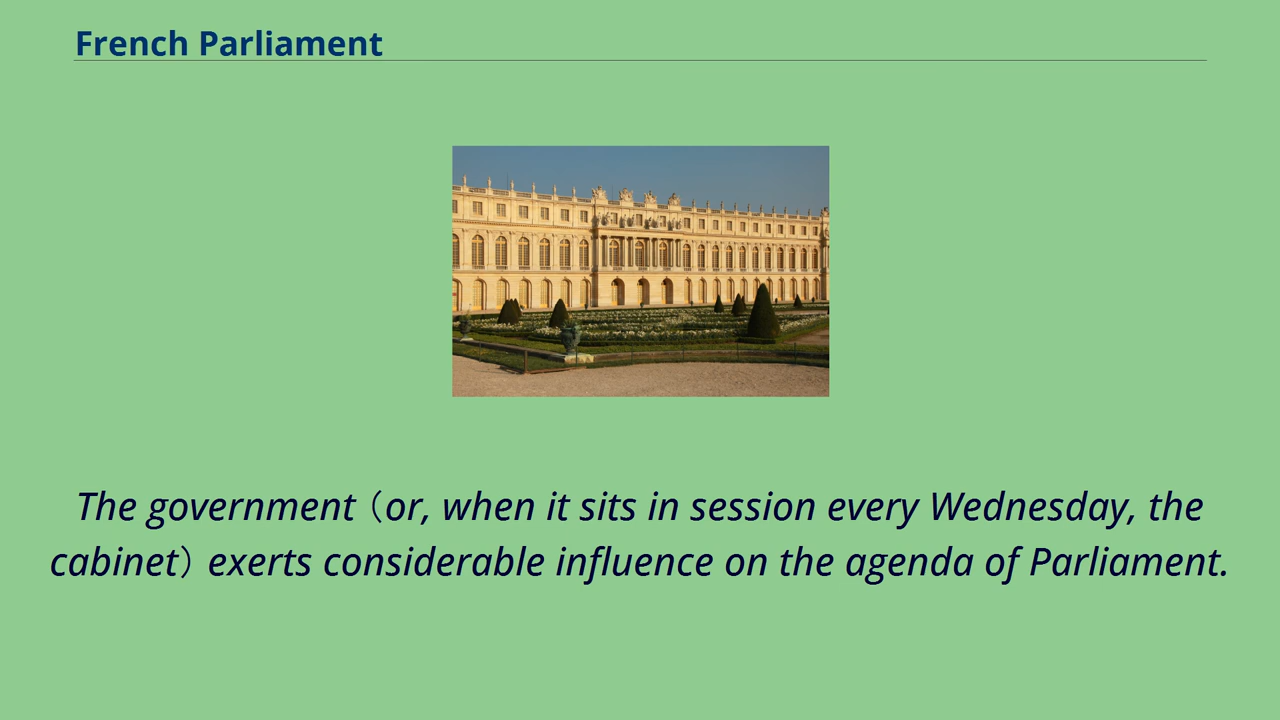 French Parliament
The government (or, when it sits in session every Wednesday, the
cabinet) exerts considerable influence on the agenda of Parliament.